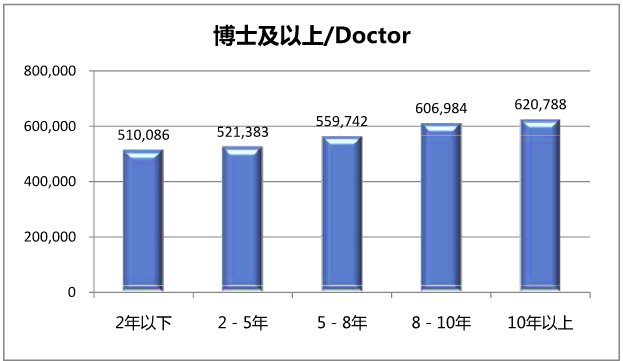 博士及以上/Doctor
800,000
600,000
400,000
200,000
0
510,086
521,383
559,742
606,984
620,788
2年以下
2 - 5年
5 - 8年
8 - 10年
10年以上